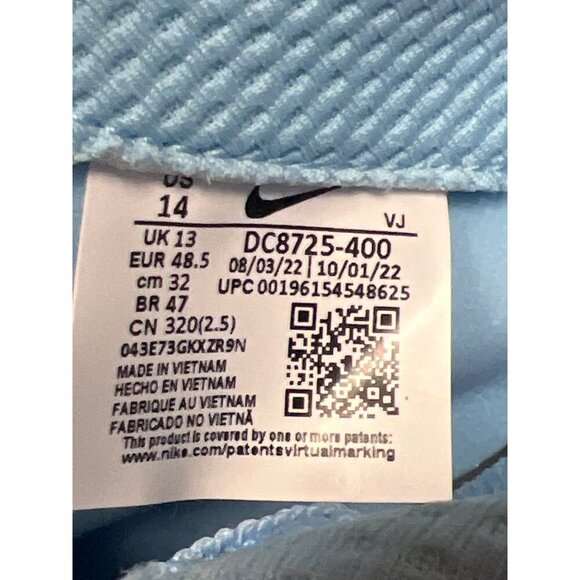 US
14
UK 13
EUR 48.5
cm 32
BR 47
CN 320(2.5)
043E73GKXZR9N
VJ
DC8725-400
08/03/22 | 10/01/22
UPC 00196154548625
MADE IN VIETNAM
HECHO EN VIETNAM
FABRIQUE AU VIETNAM
FABRICADO NO VIETNÃ
This product is covered by one or more patents:
www.nike.com/patentsvirtualmarking